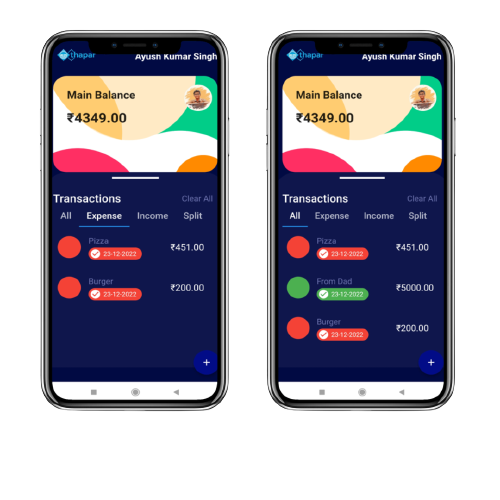 thapar
Ayush Kumar Singh
Main Balance
₹4349.00
Transactions
Clear All
All Expense Income Split
Pizza
23-12-2022
₹451.00
Burger
23-12-2022
₹200.00
+
thapar
Ayush Kumar Singh
Main Balance
₹4349.00
Transactions
Clear All
All Expense Income Split
Pizza
23-12-2022
₹451.00
From Dad
23-12-2022
₹5000.00
Burger
23-12-2022
₹200.00
+